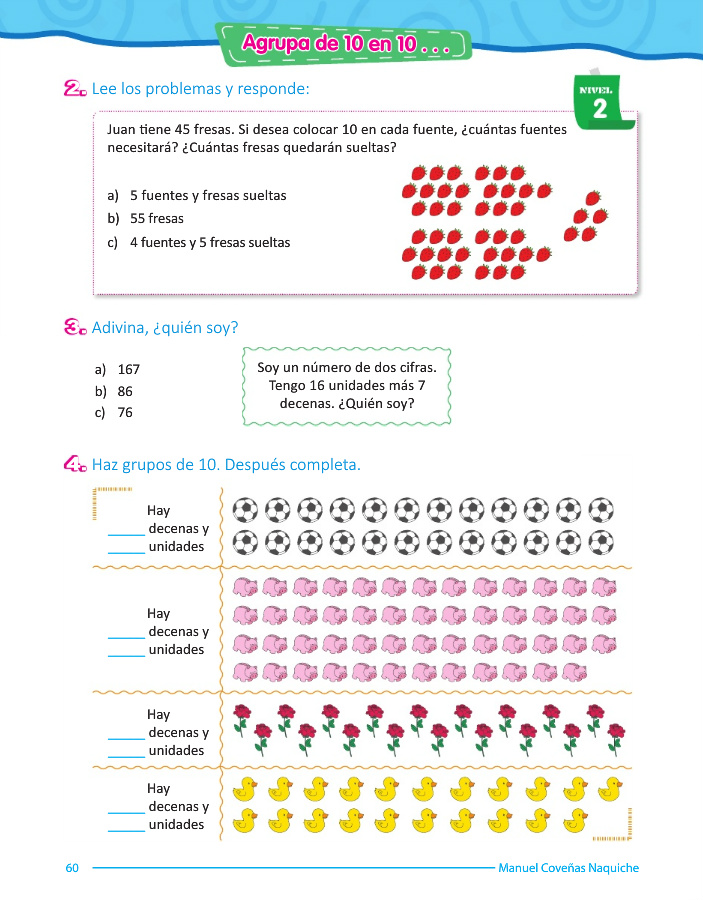 Agrupa de 10 en 10 . . .
2. Lee los problemas y responde:
NIVEL
2
Juan tiene 45 fresas. Si desea colocar 10 en cada fuente, ¿cuántas fuentes
necesitará? ¿Cuántas fresas quedarán sueltas?
a) 5 fuentes y fresas sueltas
b) 55 fresas
c) 4 fuentes y 5 fresas sueltas
3. Adivina, ¿quién soy?
a) 167
b) 86
c) 76
Soy un número de dos cifras.
Tengo 16 unidades más 7
decenas. ¿Quién soy?
4. Haz grupos de 10. Después completa.
Hay
_____ decenas y
_____ unidades
Hay
_____ decenas y
_____ unidades
Hay
_____ decenas y
_____ unidades
Hay
_____ decenas y
_____ unidades
60
Manuel Coveñas Naquiche